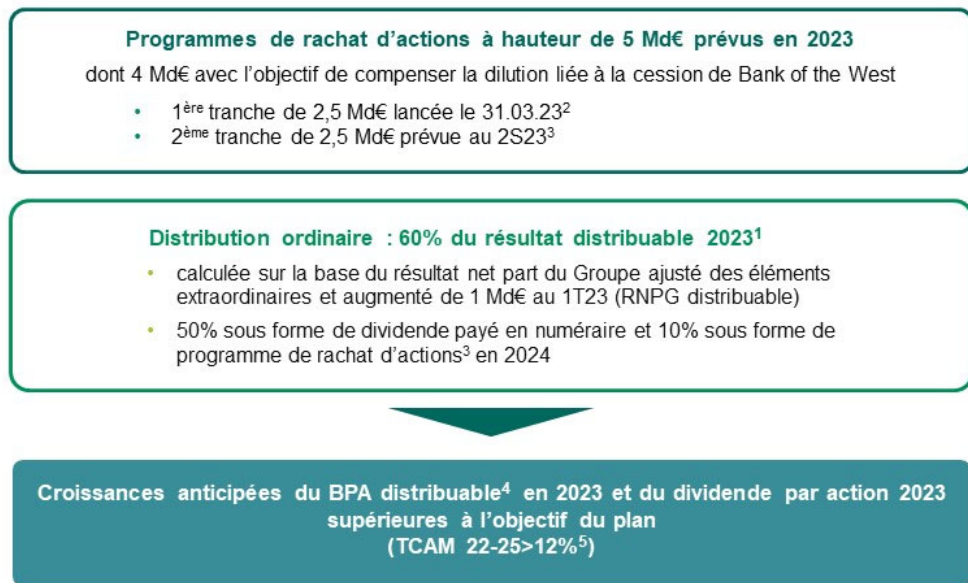 Programmes de rachat d’actions à hauteur de 5 Md€ prévus en 2023
dont 4 Md€ avec l’objectif de compenser la dilution liée à la cession de Bank of the West
• 1ère tranche de 2,5 Md€ lancée le 31.03.23²
• 2ème tranche de 2,5 Md€ prévue au 2S23³
Distribution ordinaire : 60% du résultat distribuable 2023¹
• calculée sur la base du résultat net part du Groupe ajusté des éléments
extraordinaires et augmenté de 1 Md€ au 1T23 (RNPG distribuable)
• 50% sous forme de dividende payé en numéraire et 10% sous forme de
programme de rachat d’actions³ en 2024
Croissances anticipées du BPA distribuable⁴ en 2023 et du dividende par action 2023
supérieures à l’objectif du plan
(TCAM 22-25>12%⁵)